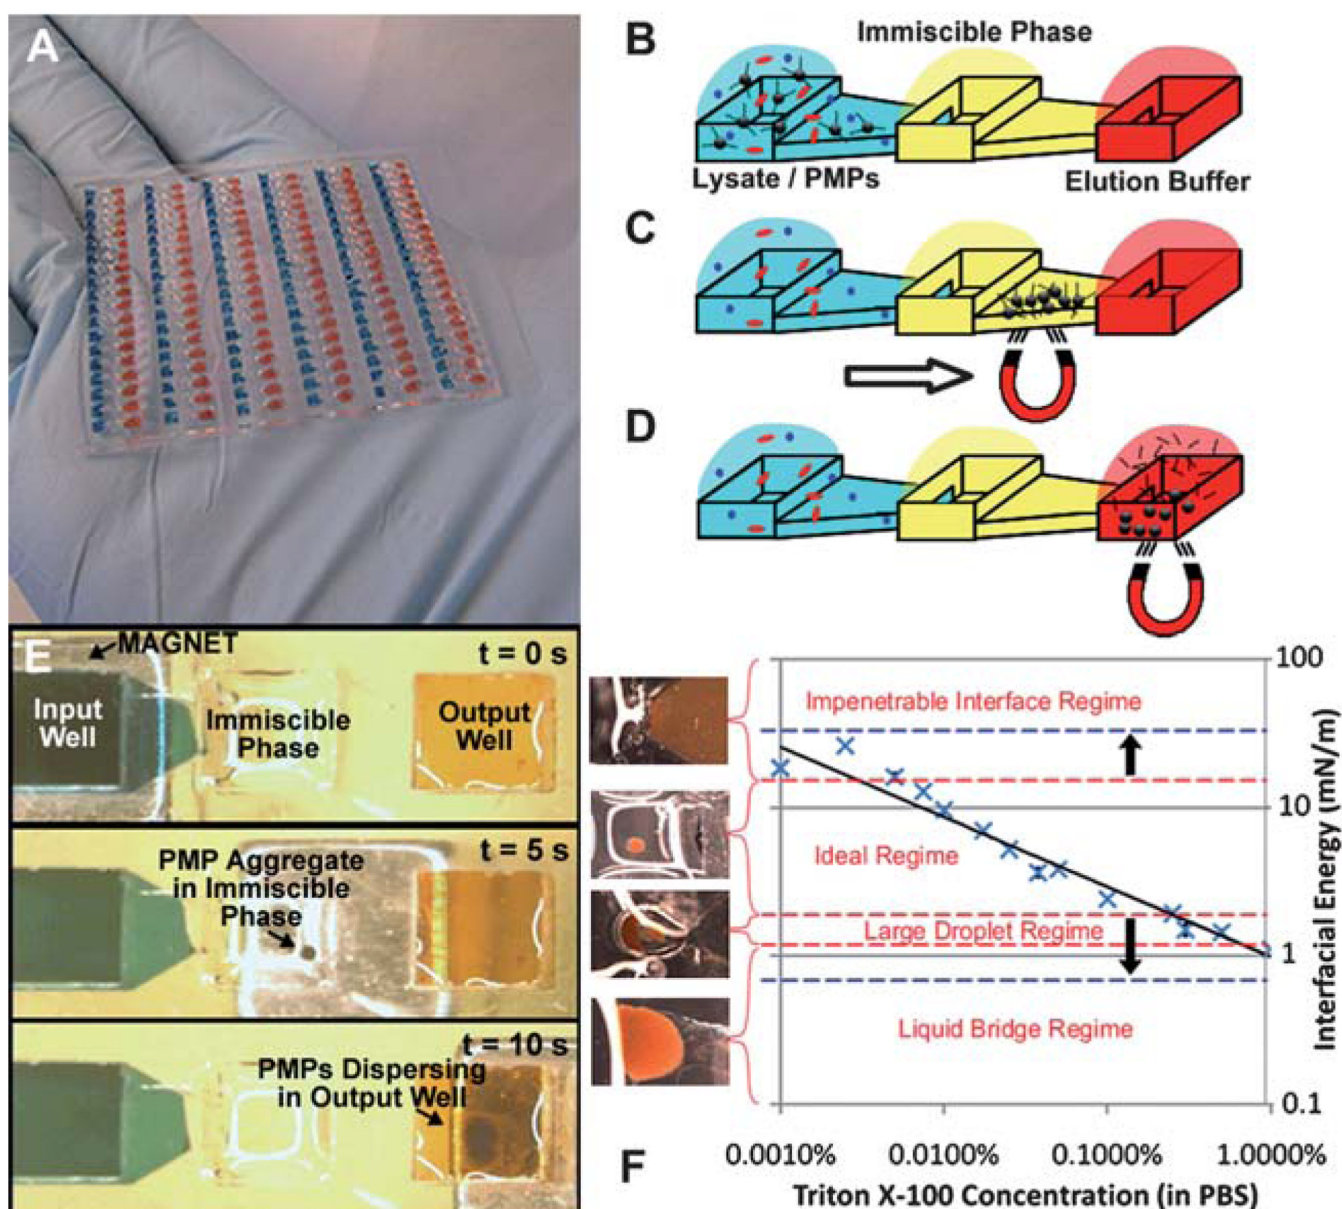 A
B
Immiscible Phase
Lysate / PMPs
Elution Buffer
C
D
E
MAGNET
t = 0 s
Input
Well
Immiscible
Phase
Output
Well
PMP Aggregate
in Immiscible
Phase
t = 5 s
t = 10 s
PMPs Dispersing
in Output Well
F
Impenetrable Interface Regime
Ideal Regime
Large Droplet Regime
Liquid Bridge Regime
100
10
1
0.1
Interfacial Energy (mN/m)
0.0010% 0.0100% 0.1000% 1.0000%
Triton X-100 Concentration (in PBS)